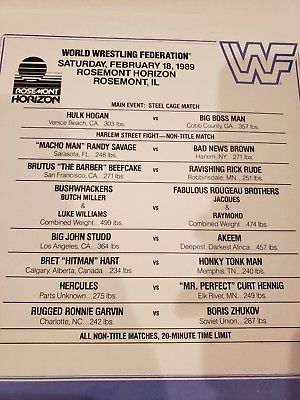 WORLD WRESTLING FEDERATION®
SATURDAY, FEBRUARY 18, 1989
ROSEMONT HORIZON
ROSEMONT, IL
ROSEMONT
HORIZON
WF
MAIN EVENT: STEEL CAGE MATCH
HULK HOGAN vs BIG BOSS MAN
Venice Beach, CA ...303 lbs. Cobb County, GA ...357 lbs.
HARLEM STREET FIGHT—NON-TITLE MATCH
"MACHO MAN" RANDY SAVAGE vs BAD NEWS BROWN
Sarasota, FL ...248 lbs. Harlem, NY ...271 lbs.
BRUTUS "THE BARBER" BEEFCAKE vs RAVISHING RICK RUDE
San Francisco, CA ...271 lbs. Robbinsdale, MN ...251 lbs.
BUSHWHACKERS vs FABULOUS ROUGEAU BROTHERS
BUTCH MILLER JACQUES
& &
LUKE WILLIAMS RAYMOND
Combined Weight ...499 lbs. Combined Weight ...474 lbs.
BIG JOHN STUDD vs AKEEM
Los Angeles, CA ...364 lbs. Deepest, Darkest Africa ...457 lbs.
BRET "HITMAN" HART vs HONKY TONK MAN
Calgary, Alberta, Canada ...234 lbs. Memphis, TN ...240 lbs.
HERCULES vs "MR. PERFECT" CURT HENNIG
Parts Unknown ...275 lbs. Elk River, MN ...249 lbs.
RUGGED RONNIE GARVIN vs BORIS ZHUKOV
Charlotte, NC ...242 lbs. Soviet Union ...287 lbs.
ALL NON-TITLE MATCHES, 20-MINUTE TIME LIMIT